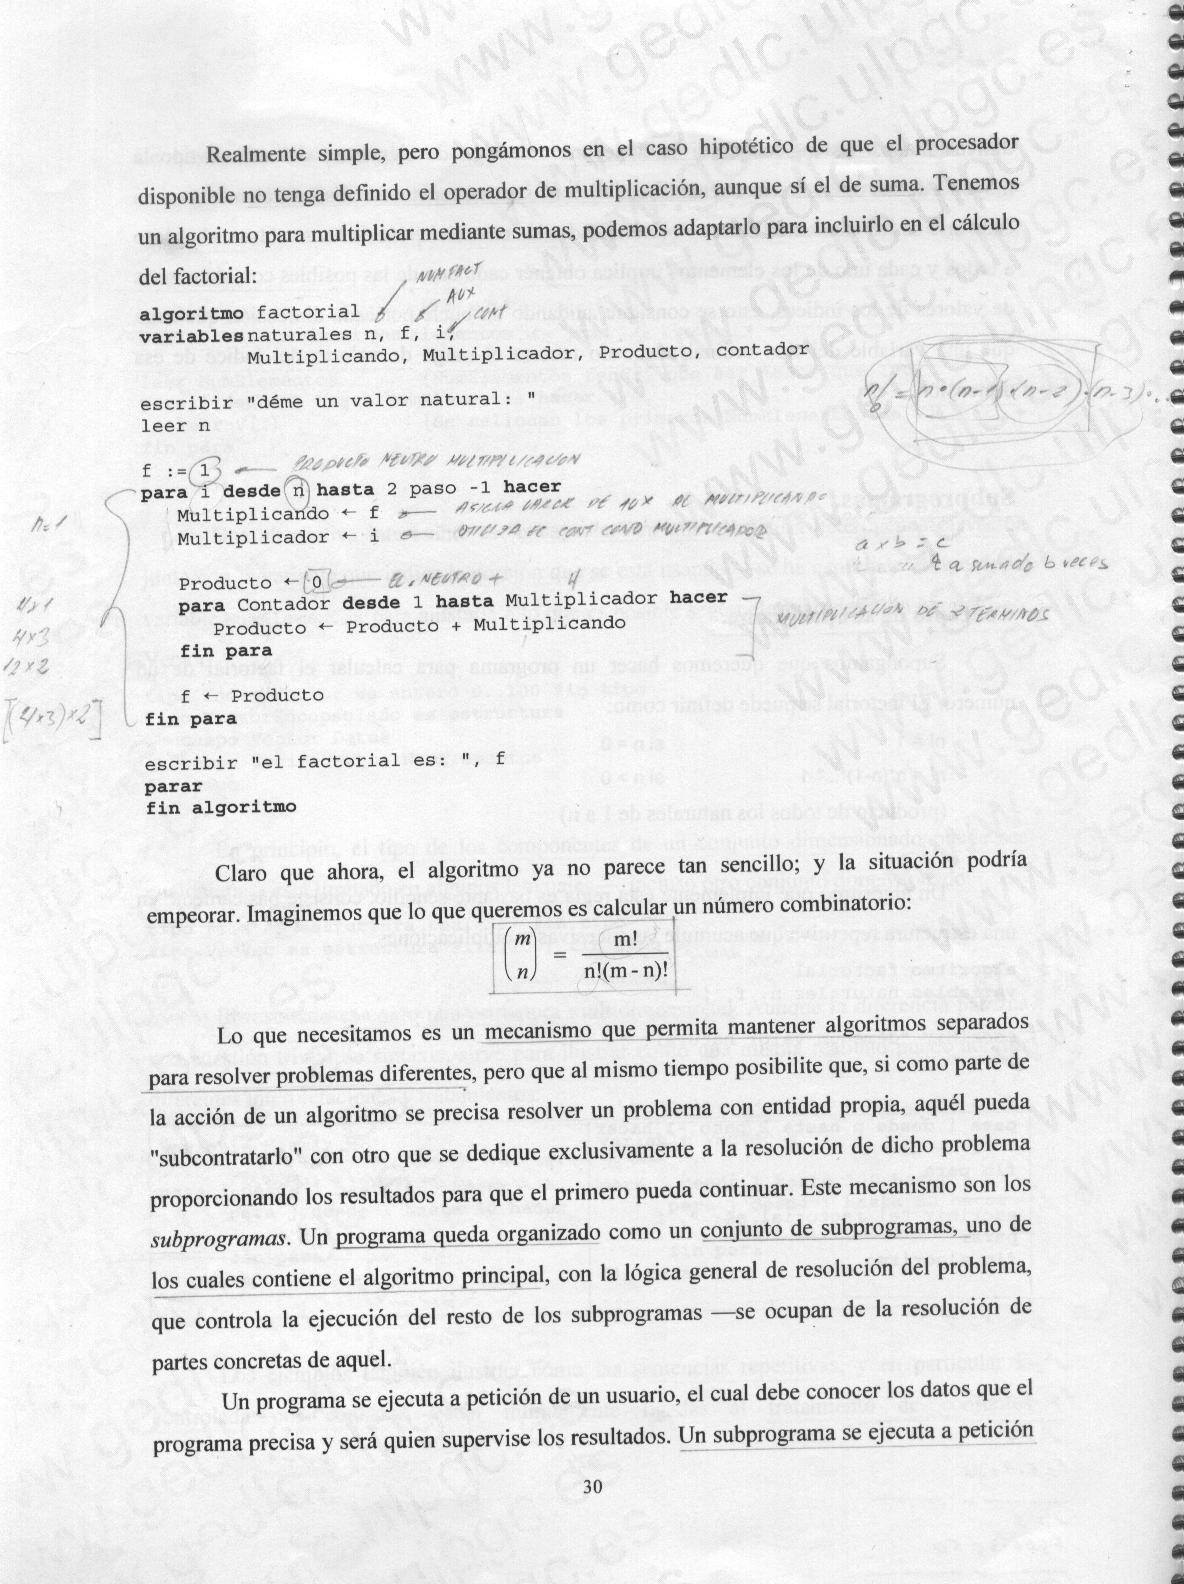 Realmente simple, pero pongámonos en el caso hipotético de que el procesador
disponible no tenga definido el operador de multiplicación, aunque sí el de suma. Tenemos
un algoritmo para multiplicar mediante sumas, podemos adaptarlo para incluirlo en el cálculo
del factorial:
NUMFACT
AUX
CONT
algoritmo factorial
variables naturales n, f, i,
Multiplicando, Multiplicador, Producto, contador
n! = n·(n-1)·(n-2)·(n-3)·...
escribir "déme un valor natural: "
leer n
f := 1 PRODUCTO NEUTRO MULTIPLICACION
para i desde n hasta 2 paso -1 hacer
Multiplicando ← f ASIGNA VALOR DE AUX AL MULTIPLICANDO
n=1
Multiplicador ← i UTILIZA EL CONT COMO MULTIPLICADOR
a x b = c
a sumado b veces
Producto ← 0 EL NEUTRO +
4
para Contador desde 1 hasta Multiplicador hacer
4x1
MULTIPLICACION DE 2 TERMINOS
Producto ← Producto + Multiplicando
4x3
fin para
12x2
f ← Producto
[(4x3)x2]
fin para
escribir "el factorial es: ", f
parar
fin algoritmo
Claro que ahora, el algoritmo ya no parece tan sencillo; y la situación podría
empeorar. Imaginemos que lo que queremos es calcular un número combinatorio:
(m n) = m! / n!(m - n)!
Lo que necesitamos es un mecanismo que permita mantener algoritmos separados
para resolver problemas diferentes, pero que al mismo tiempo posibilite que, si como parte de
la acción de un algoritmo se precisa resolver un problema con entidad propia, aquél pueda
"subcontratarlo" con otro que se dedique exclusivamente a la resolución de dicho problema
proporcionando los resultados para que el primero pueda continuar. Este mecanismo son los
subprogramas. Un programa queda organizado como un conjunto de subprogramas, uno de
los cuales contiene el algoritmo principal, con la lógica general de resolución del problema,
que controla la ejecución del resto de los subprogramas —se ocupan de la resolución de
partes concretas de aquel.
Un programa se ejecuta a petición de un usuario, el cual debe conocer los datos que el
programa precisa y será quien supervise los resultados. Un subprograma se ejecuta a petición
30
www.gedlc.ulpgc.es